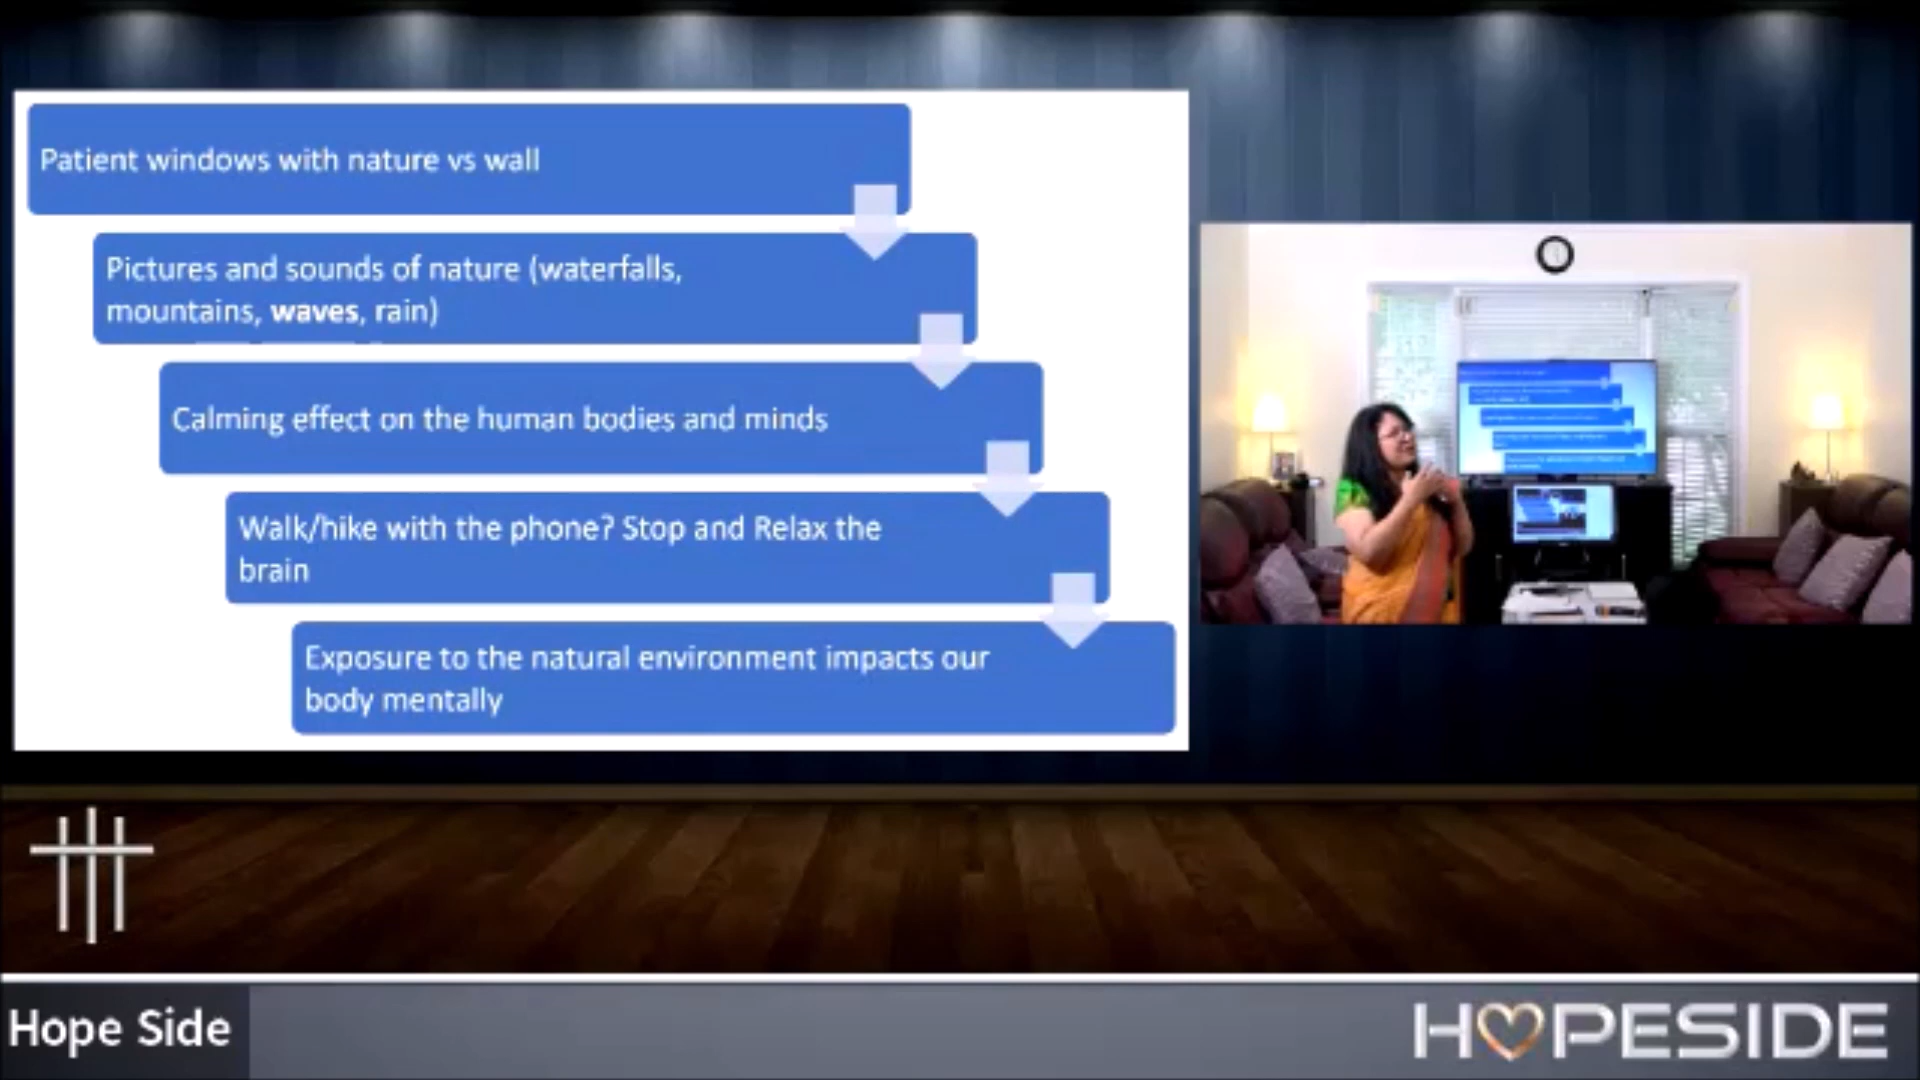 Patient windows with nature vs wall
Pictures and sounds of nature (waterfalls,
mountains, waves, rain)
Calming effect on the human bodies and minds
Walk/hike with the phone? Stop and Relax the
brain
Exposure to the natural environment impacts our
body mentally
Hope Side
HOPESIDE